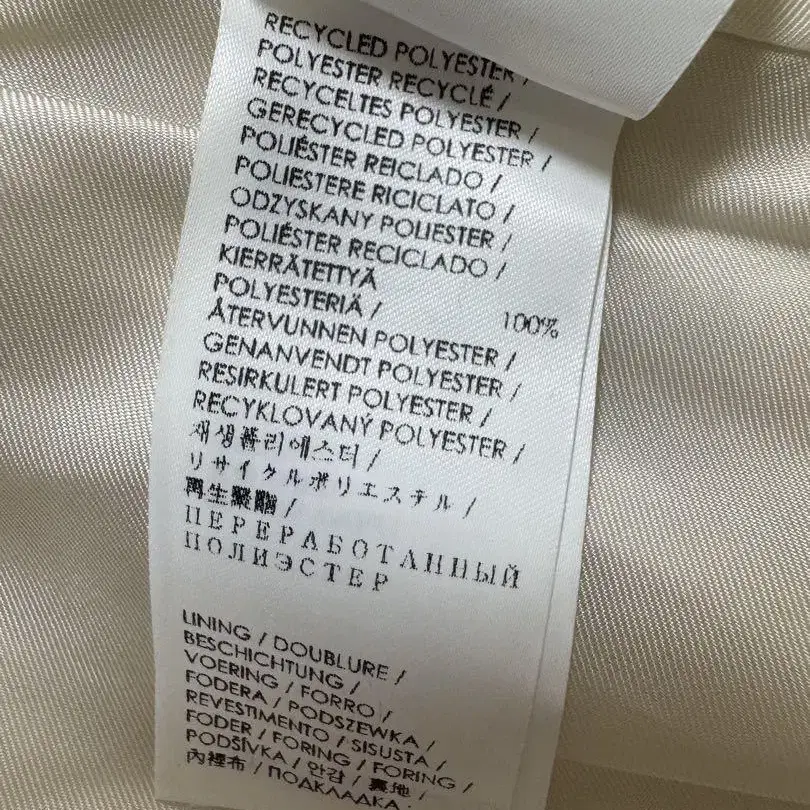 RECYCLED POLYESTER /
POLYESTER RECYCLÉ /
RECYCELTES POLYESTER /
GERECYCLED POLYESTER /
POLIÉSTER REICLADO /
POLIESTERE RICICLATO /
ODZYSKANY POLIESTER /
POLIÉSTER RECICLADO /
KIERRÄTETTYÄ
POLYESTERIÄ / 100%
ÅTERVUNNEN POLYESTER /
GENANVENDT POLYESTER /
RESIRKULERT POLYESTER /
RECYKLOVANÝ POLYESTER /
재생폴리에스터 /
リサイクルポリエステル /
再生聚酯 /
ПЕРЕРАБОТАННЫЙ
ПОЛИЭСТЕР
LINING / DOUBLURE /
BESCHICHTUNG /
VOERING / FORRO /
FODERA / PODSZEWKA /
REVESTIMENTO / SISUSTA /
FODER / FORING / FORING /
PODŠÍVKA / 안감 / 裏地 /
內裡布 / ПОДКЛАДКА